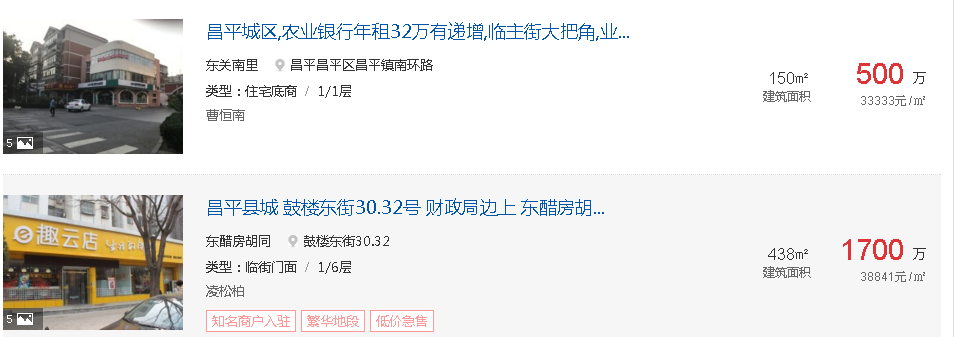 昌平城区,农业银行年租32万有递增,临主街大把角,业...
东关南里 昌平昌平区昌平镇南环路
类型：住宅底商 / 1/1层
曹恒南
150m²
建筑面积
500 万
33333元/㎡
5
昌平县城 鼓楼东街30.32号 财政局边上 东醋房胡...
东醋房胡同 鼓楼东街30.32
类型：临街门面 / 1/6层
凌松柏
知名商户入驻 繁华地段 低价急售
438m²
建筑面积
1700 万
38841元/㎡
趣云店
5